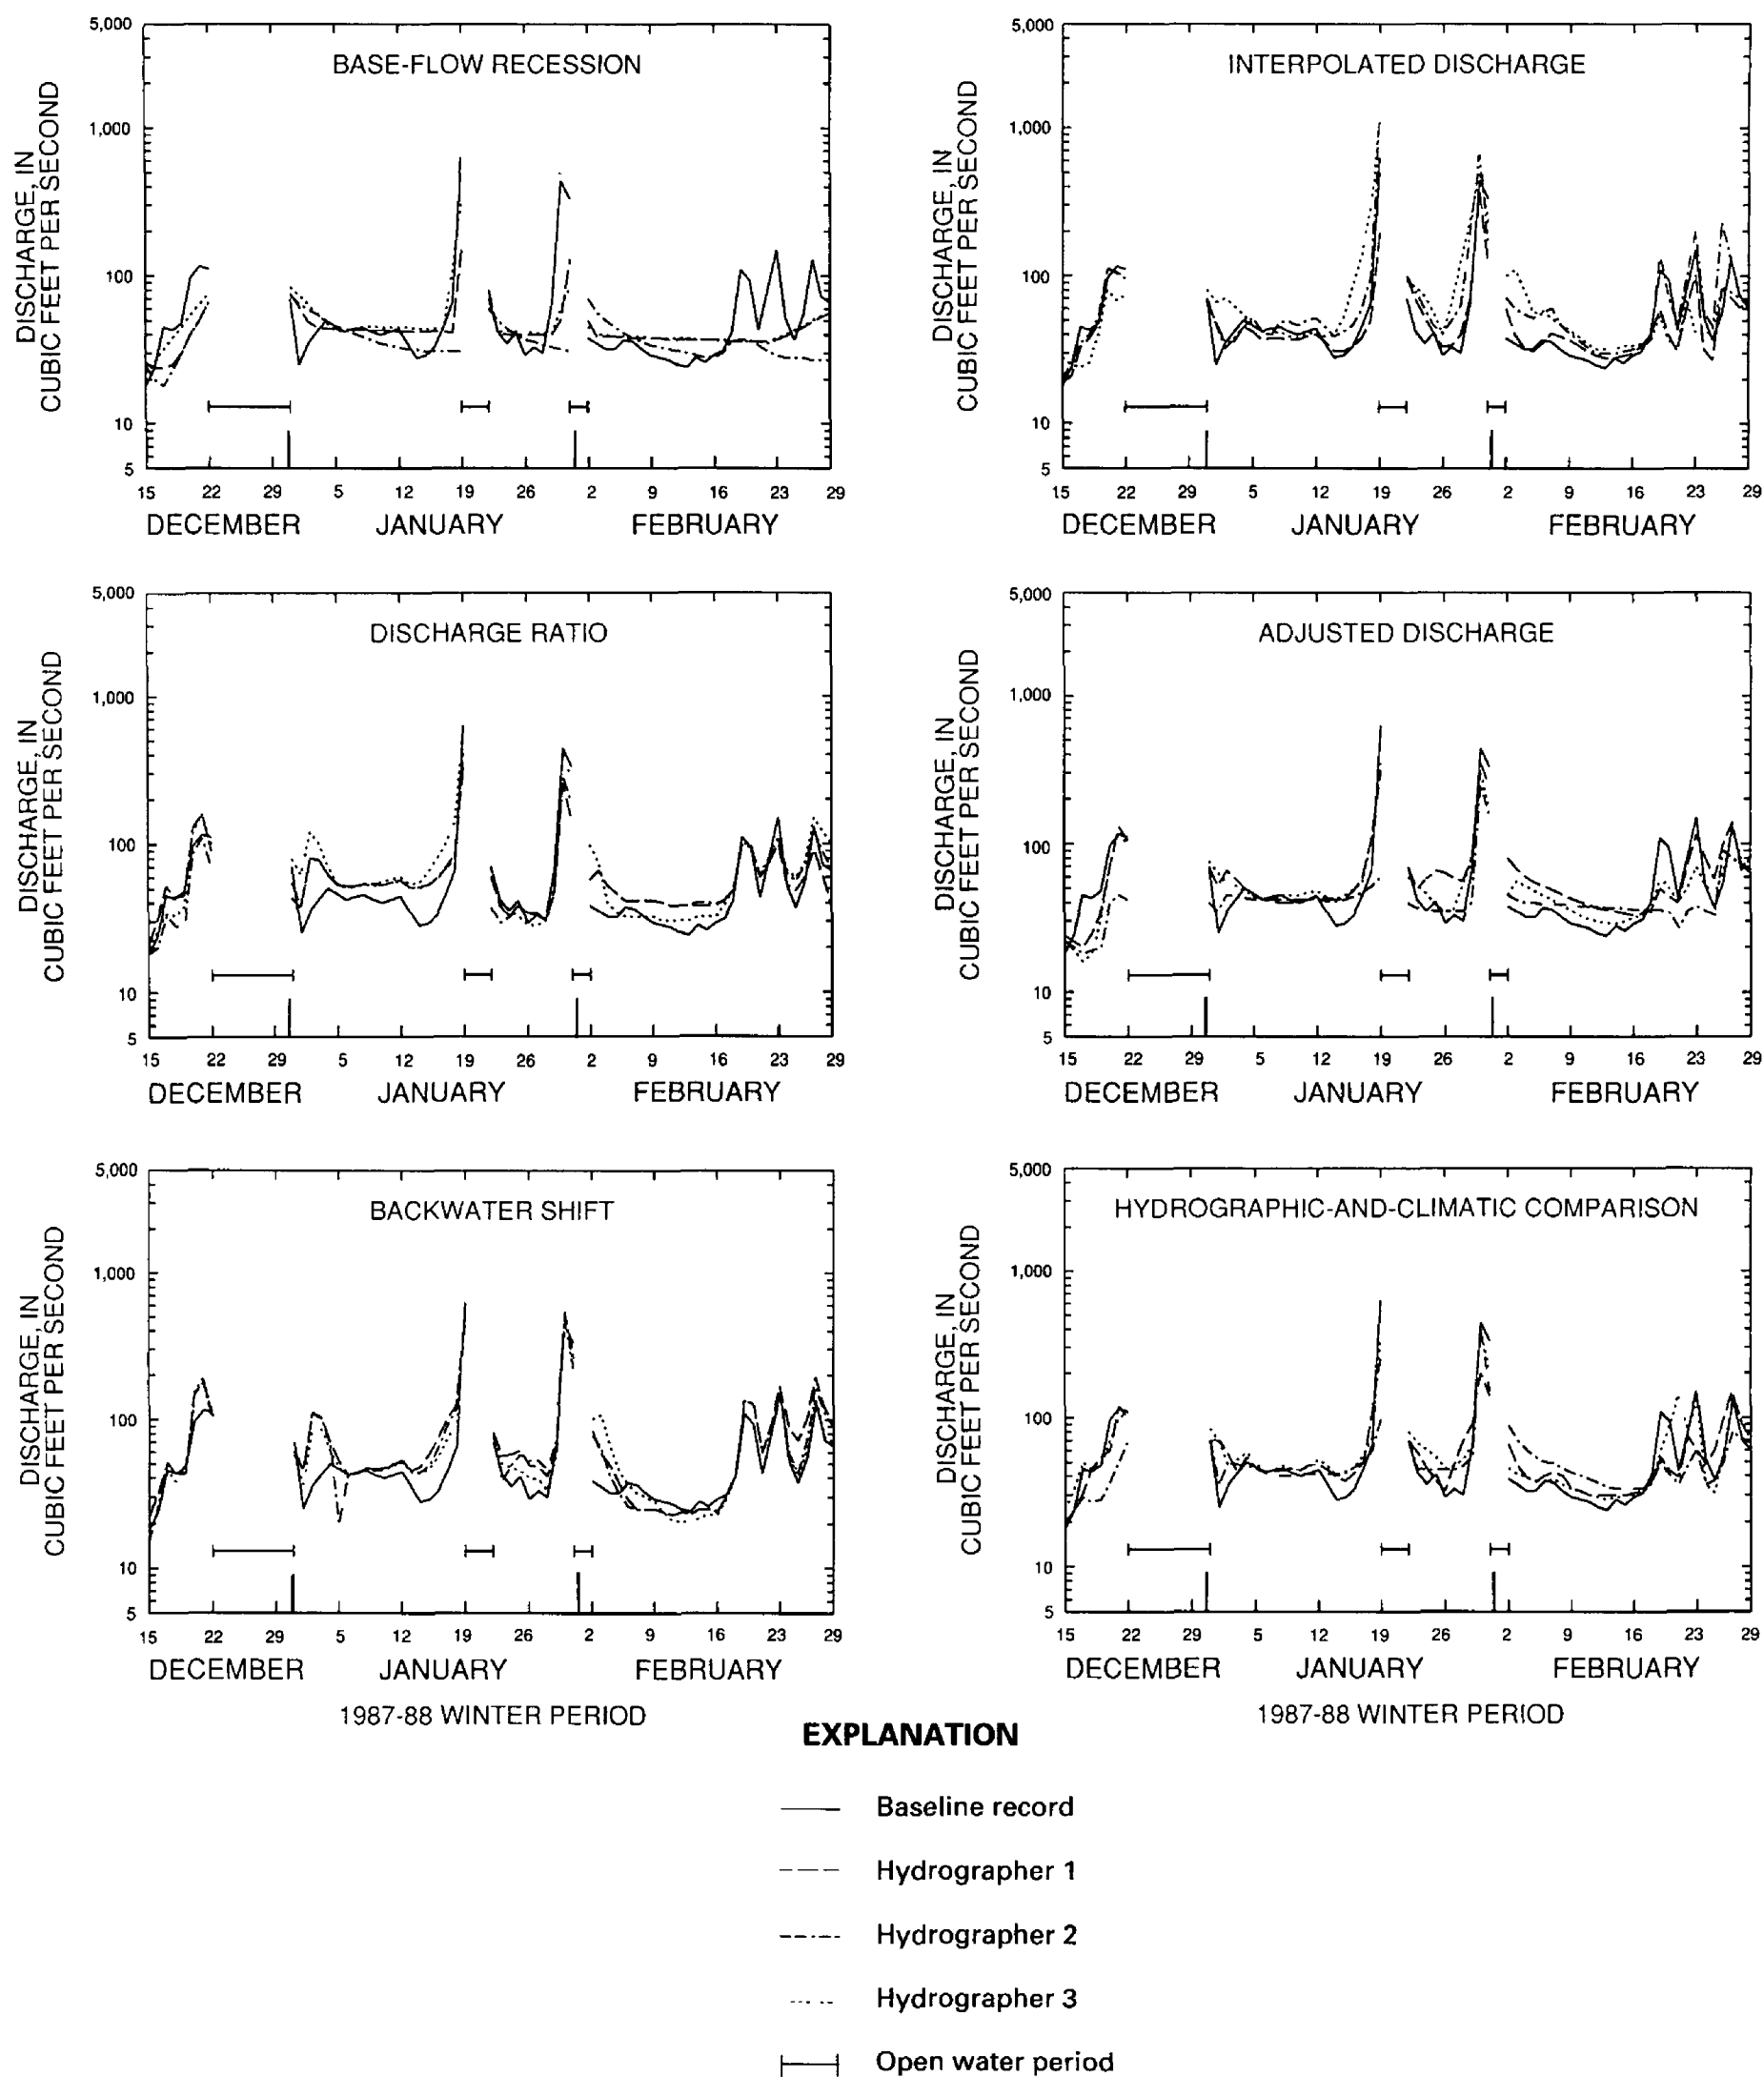 BASE-FLOW RECESSION
DISCHARGE, IN
CUBIC FEET PER SECOND
5,000
1,000
100
10
5
15 22 29 5 12 19 26 2 9 16 23 29
DECEMBER JANUARY FEBRUARY
INTERPOLATED DISCHARGE
DISCHARGE, IN
CUBIC FEET PER SECOND
5,000
1,000
100
10
5
15 22 29 5 12 19 26 2 9 16 23 29
DECEMBER JANUARY FEBRUARY
DISCHARGE RATIO
DISCHARGE, IN
CUBIC FEET PER SECOND
5,000
1,000
100
10
5
15 22 29 5 12 19 26 2 9 16 23 29
DECEMBER JANUARY FEBRUARY
ADJUSTED DISCHARGE
DISCHARGE, IN
CUBIC FEET PER SECOND
5,000
1,000
100
10
5
15 22 29 5 12 19 26 2 9 16 23 29
DECEMBER JANUARY FEBRUARY
BACKWATER SHIFT
DISCHARGE, IN
CUBIC FEET PER SECOND
5,000
1,000
100
10
5
15 22 29 5 12 19 26 2 9 16 23 29
DECEMBER JANUARY FEBRUARY
1987-88 WINTER PERIOD
HYDROGRAPHIC-AND-CLIMATIC COMPARISON
DISCHARGE, IN
CUBIC FEET PER SECOND
5,000
1,000
100
10
5
15 22 29 5 12 19 26 2 9 16 23 29
DECEMBER JANUARY FEBRUARY
1987-88 WINTER PERIOD
EXPLANATION
Baseline record
Hydrographer 1
Hydrographer 2
Hydrographer 3
Open water period